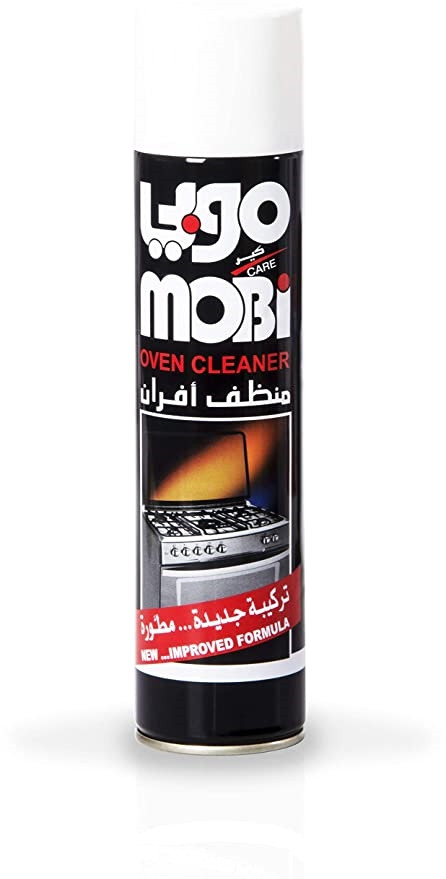 موبي
كير
CARE
MOBi
OVEN CLEANER
منظف أفران
تركيبة جديدة ... مطورة
NEW ...IMPROVED FORMULA